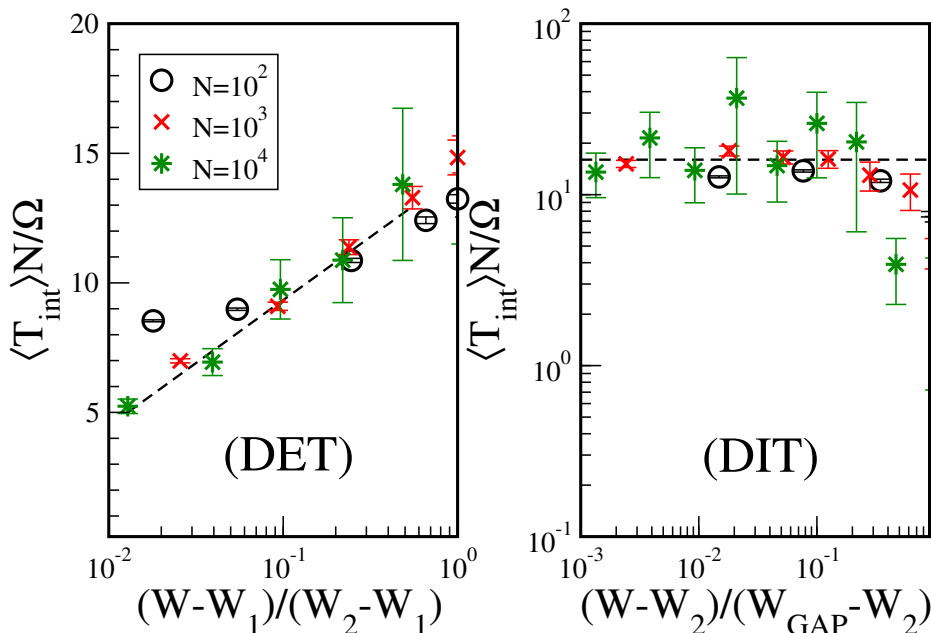 ⟨T_int⟩N/Ω
20
15
10
5
N=10^2
N=10^3
N=10^4
(DET)
10^-2
10^-1
10^0
(W-W_1)/(W_2-W_1)
⟨T_int⟩N/Ω
10^2
10^1
10^0
10^-1
(DIT)
10^-3
10^-2
10^-1
(W-W_2)/(W_GAP-W_2)